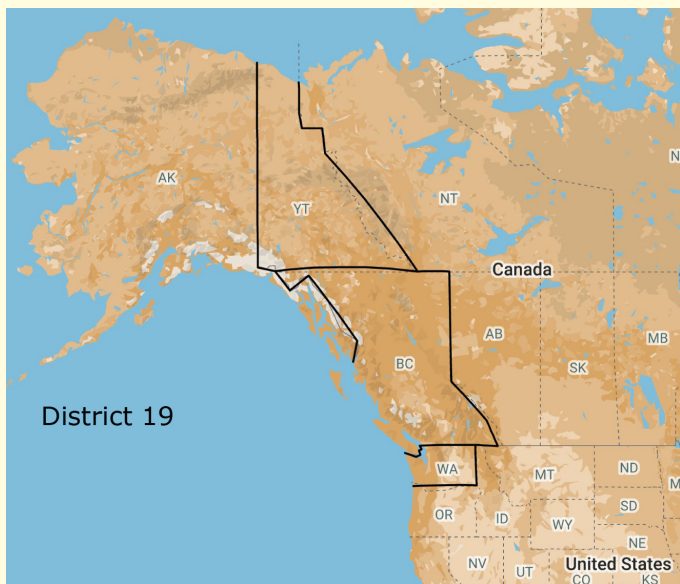 AK
YT
NT
N
Canada
AB
MB
SK
BC
District 19
WA
MT
ND
M
OR
ID
SD
WY
NE
NV
UT
United States
CO
KS